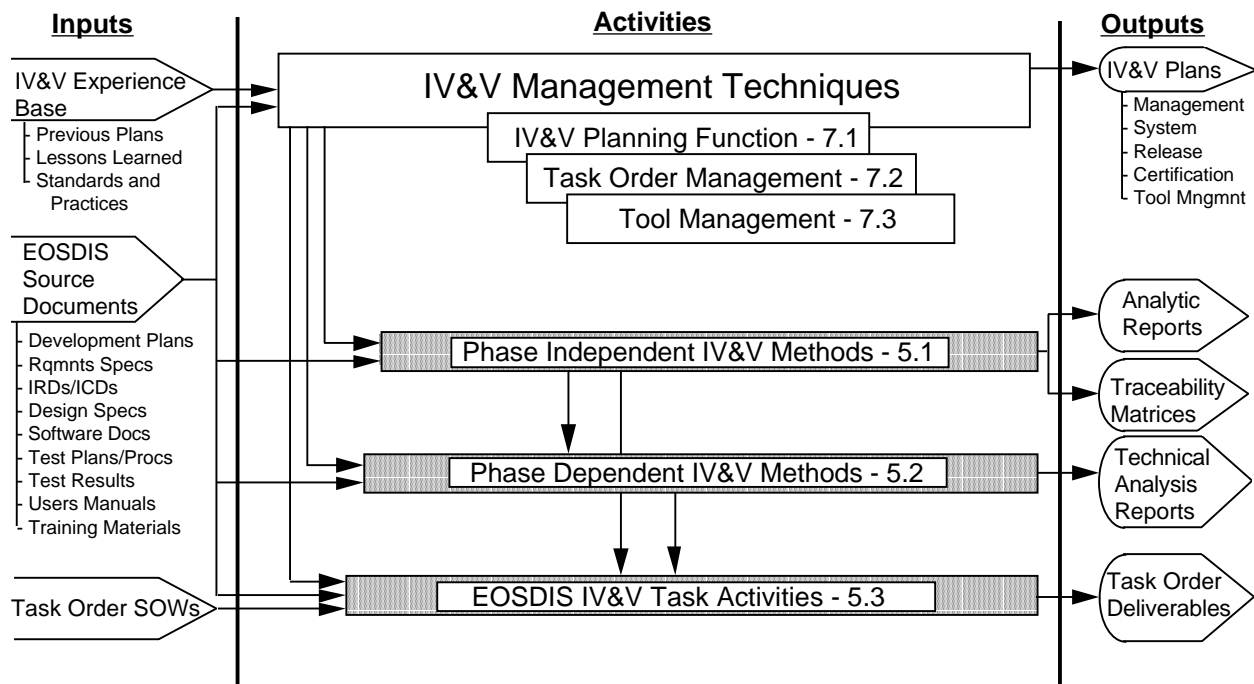 Inputs
Activities
Outputs
IV&V Experience
Base
- Previous Plans
- Lessons Learned
- Standards and
Practices
EOSDIS
Source
Documents
- Development Plans
- Rqmnts Specs
- IRDs/ICDs
- Design Specs
- Software Docs
- Test Plans/Procs
- Test Results
- Users Manuals
- Training Materials
Task Order SOWs
IV&V Management Techniques
IV&V Planning Function - 7.1
Task Order Management - 7.2
Tool Management - 7.3
Phase Independent IV&V Methods - 5.1
Phase Dependent IV&V Methods - 5.2
EOSDIS IV&V Task Activities - 5.3
IV&V Plans
- Management
- System
- Release
- Certification
- Tool Mngmnt
Analytic
Reports
Traceability
Matrices
Technical
Analysis
Reports
Task Order
Deliverables